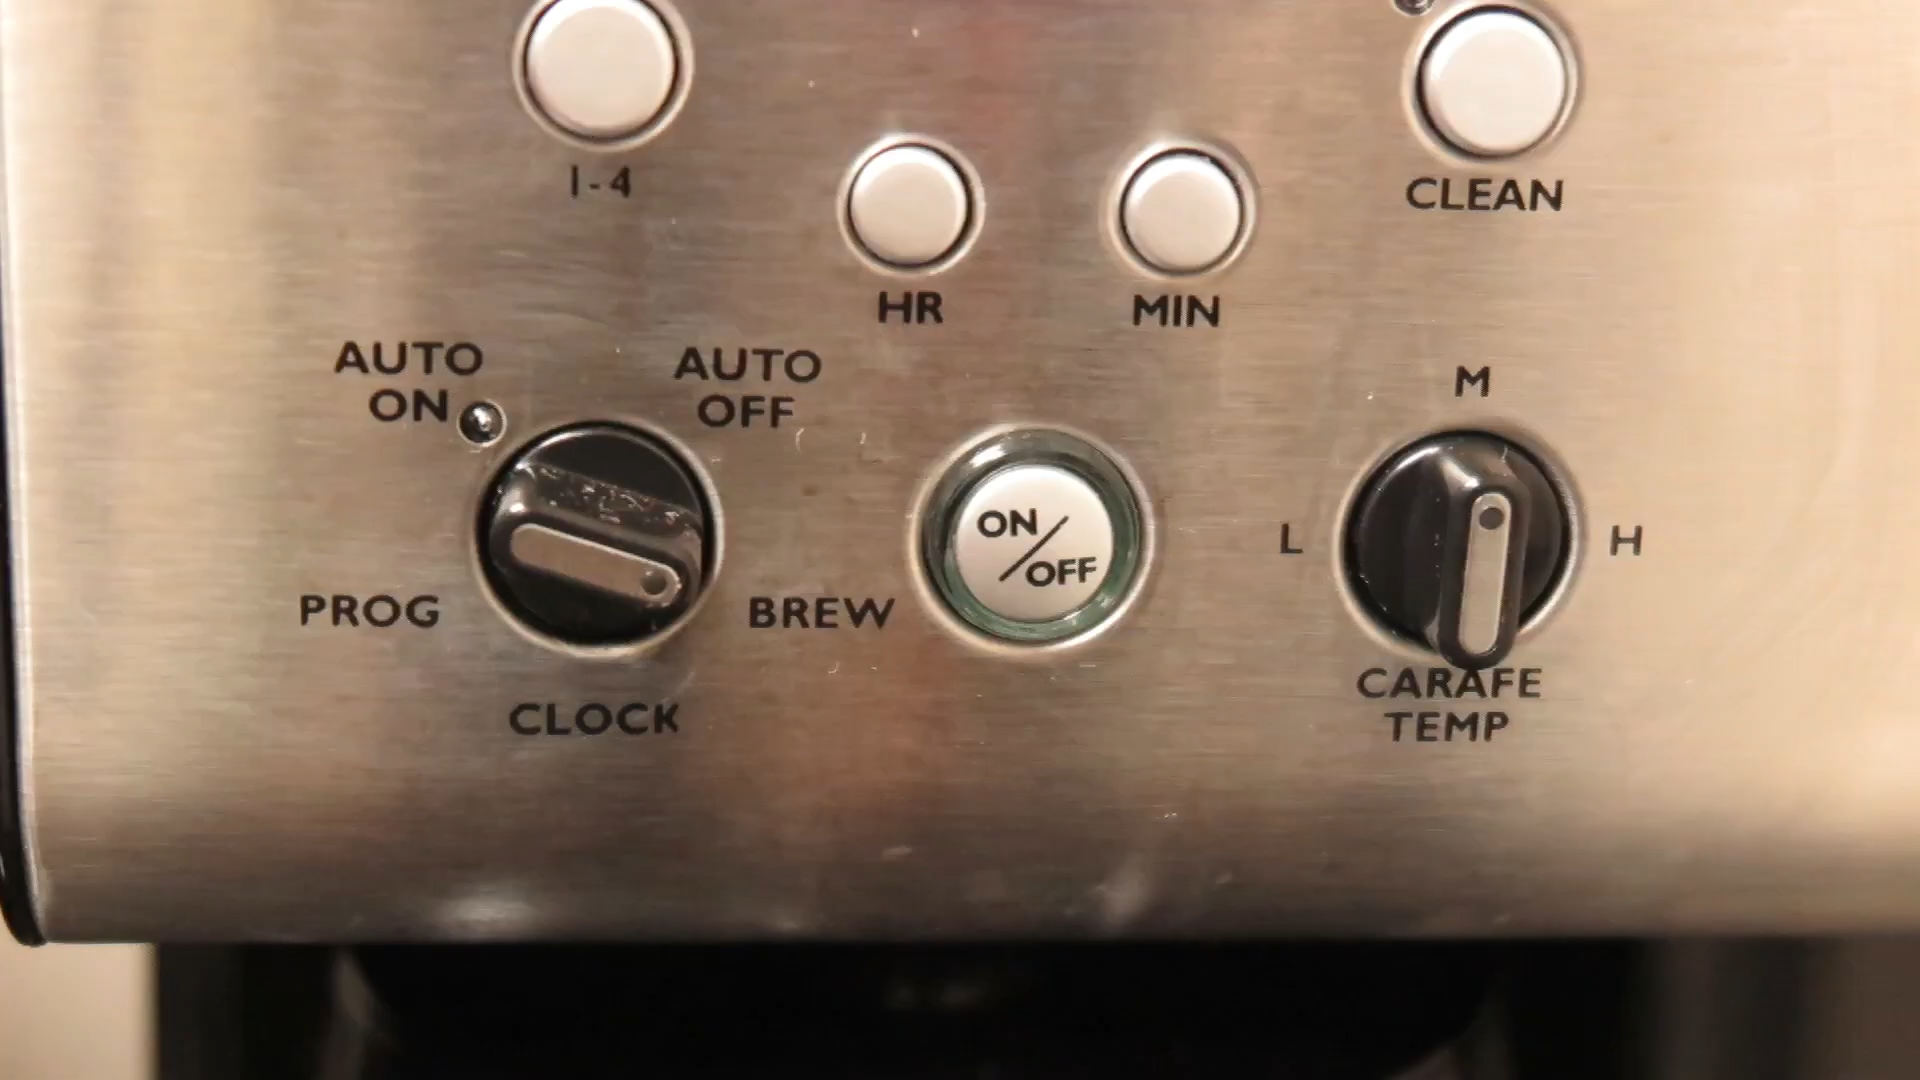 1-4
CLEAN
HR
MIN
AUTO
ON
AUTO
OFF
M
ON/OFF
L
H
PROG
BREW
CARAFE
TEMP
CLOCK